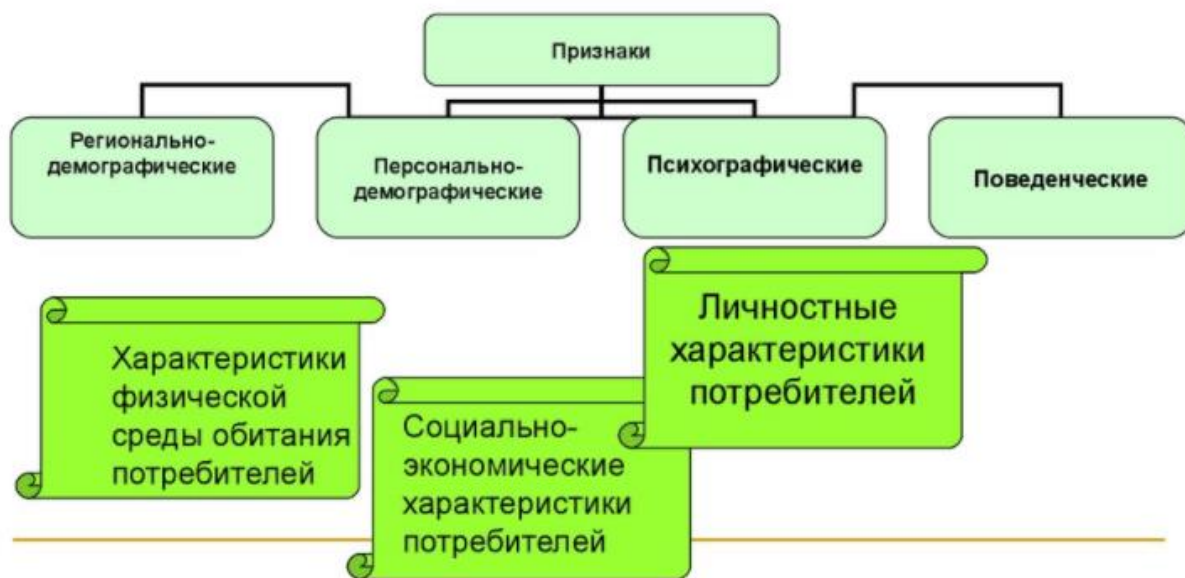 Признаки
Регионально-
демографические
Персонально-
демографические
Психографические
Поведенческие
Характеристики
физической
среды обитания
потребителей
Социально-
экономические
характеристики
потребителей
Личностные
характеристики
потребителей